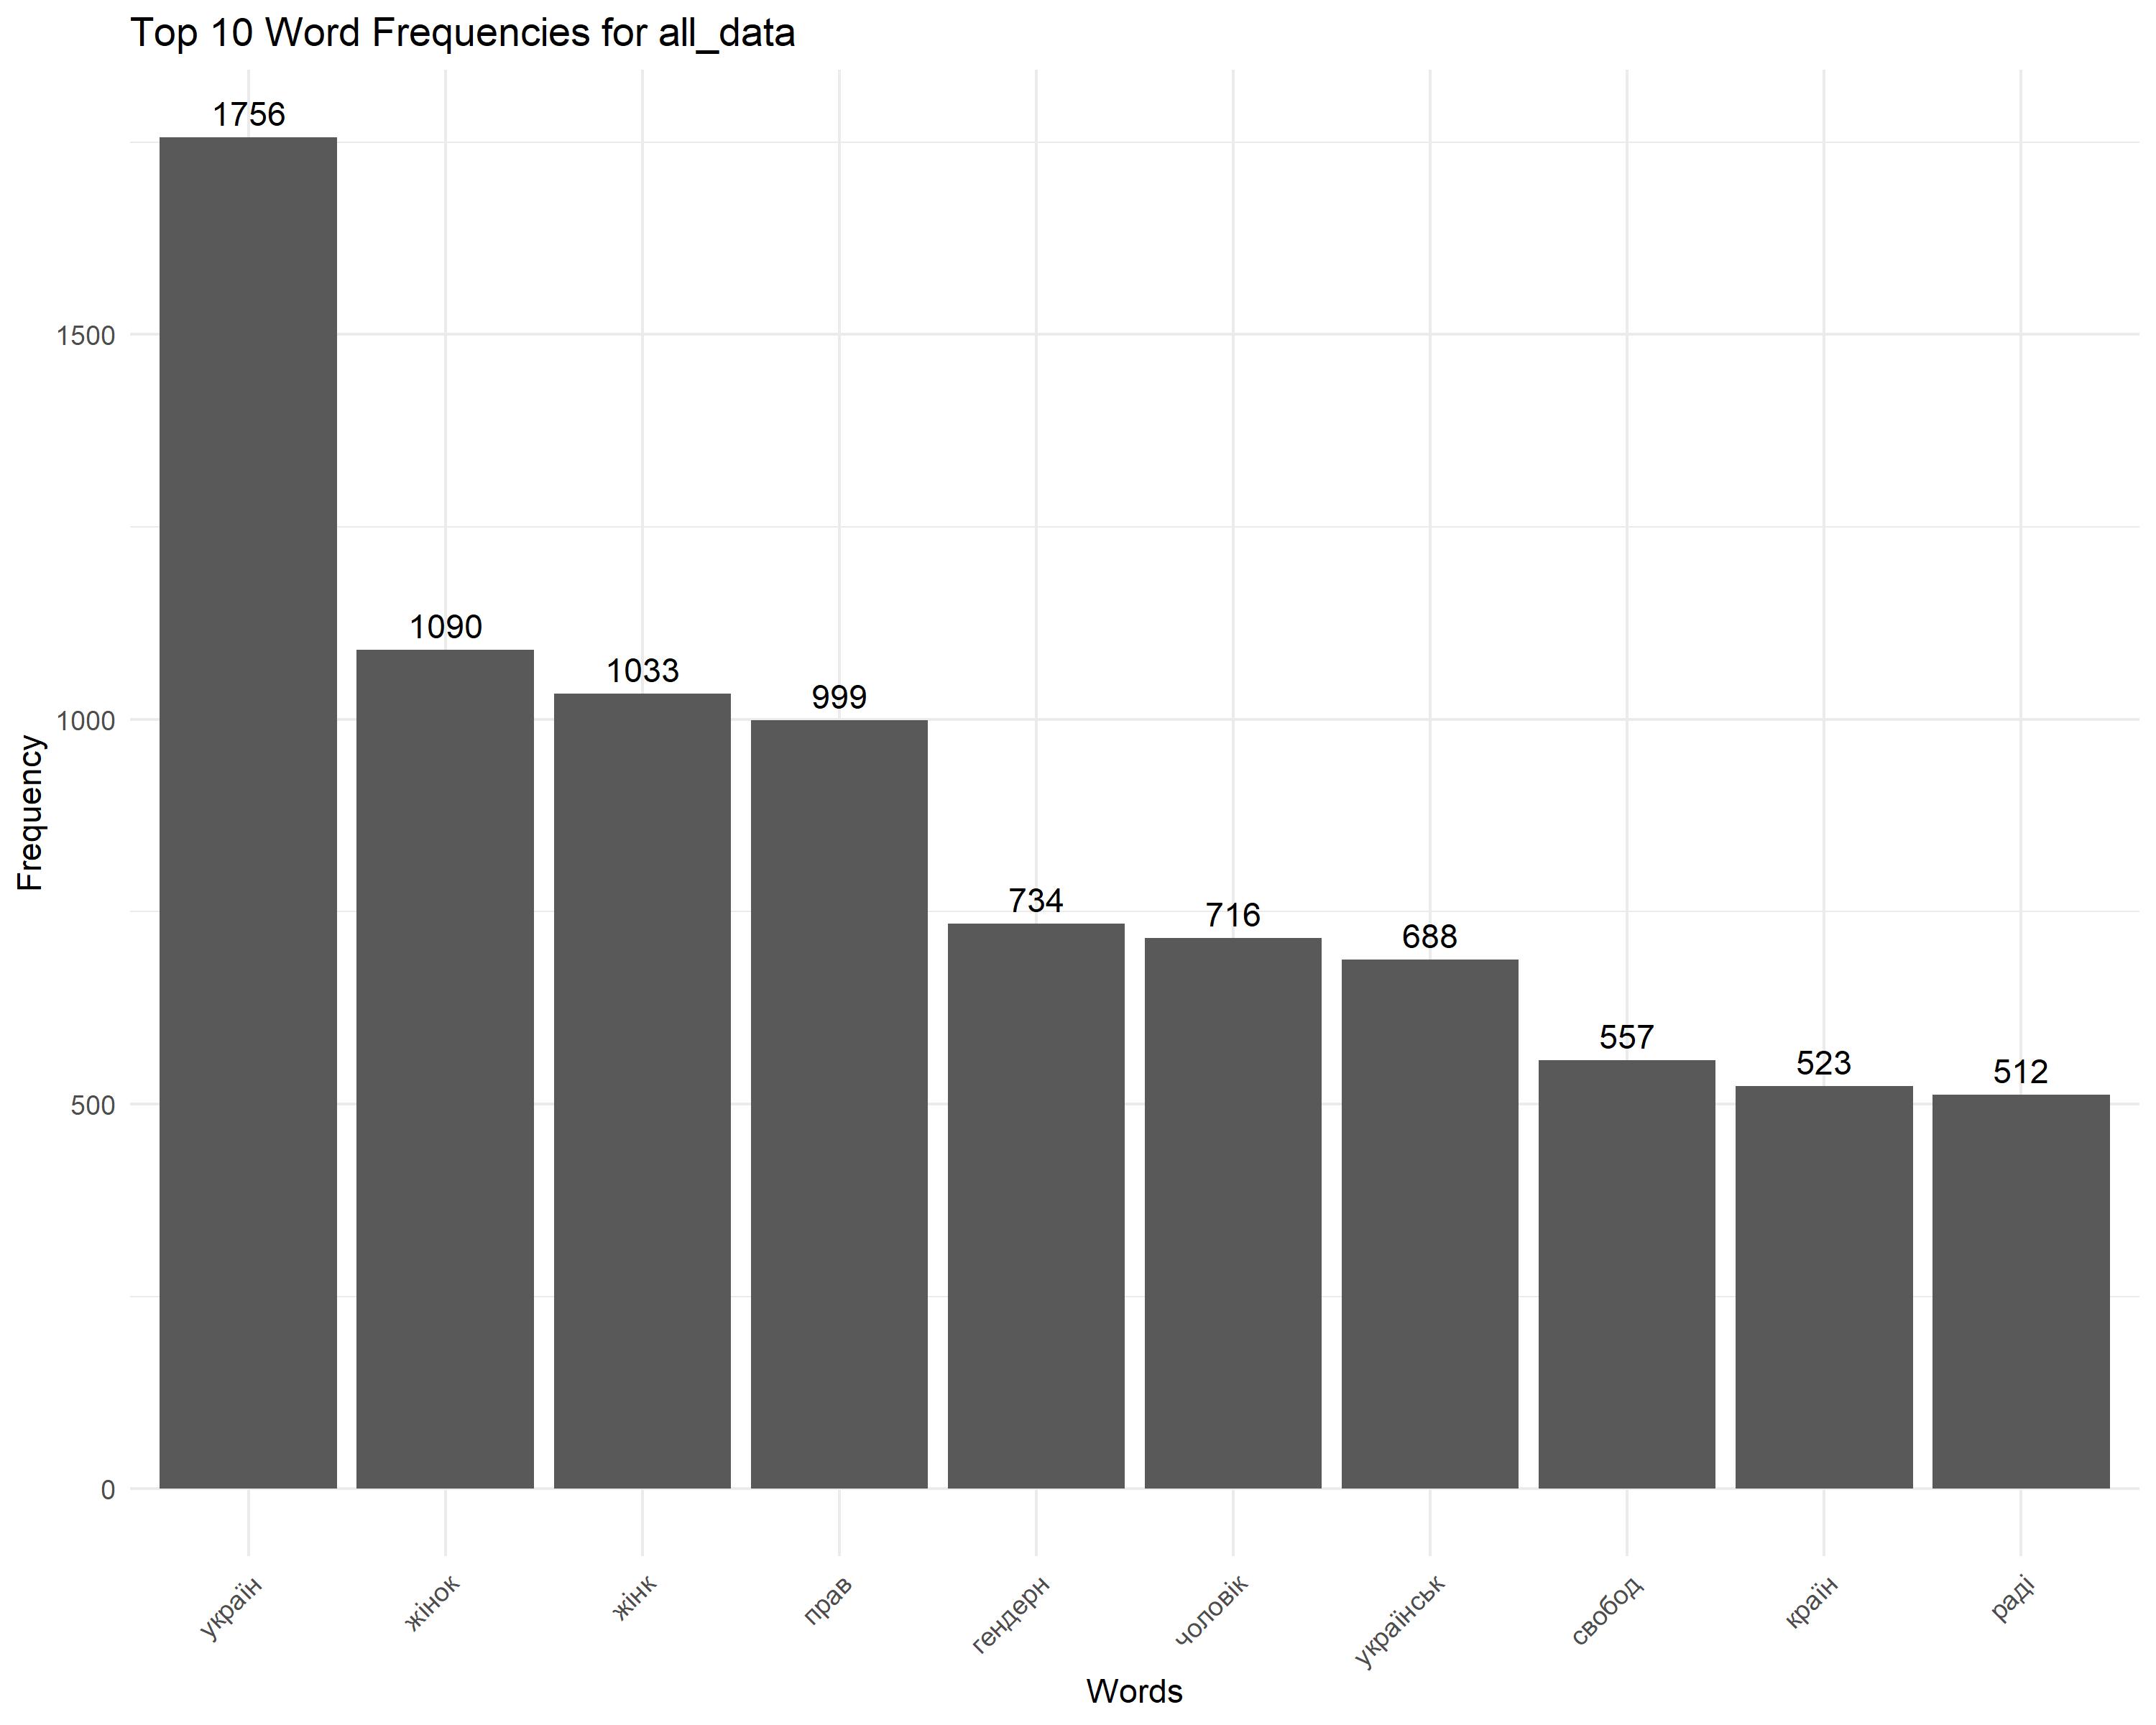 Top 10 Word Frequencies for all_data
1756
1090
1033
999
734
716
688
557
523
512
1500
1000
500
0
Frequency
україн
жінок
жінк
прав
гендерн
чоловік
українськ
свобод
країн
раді
Words